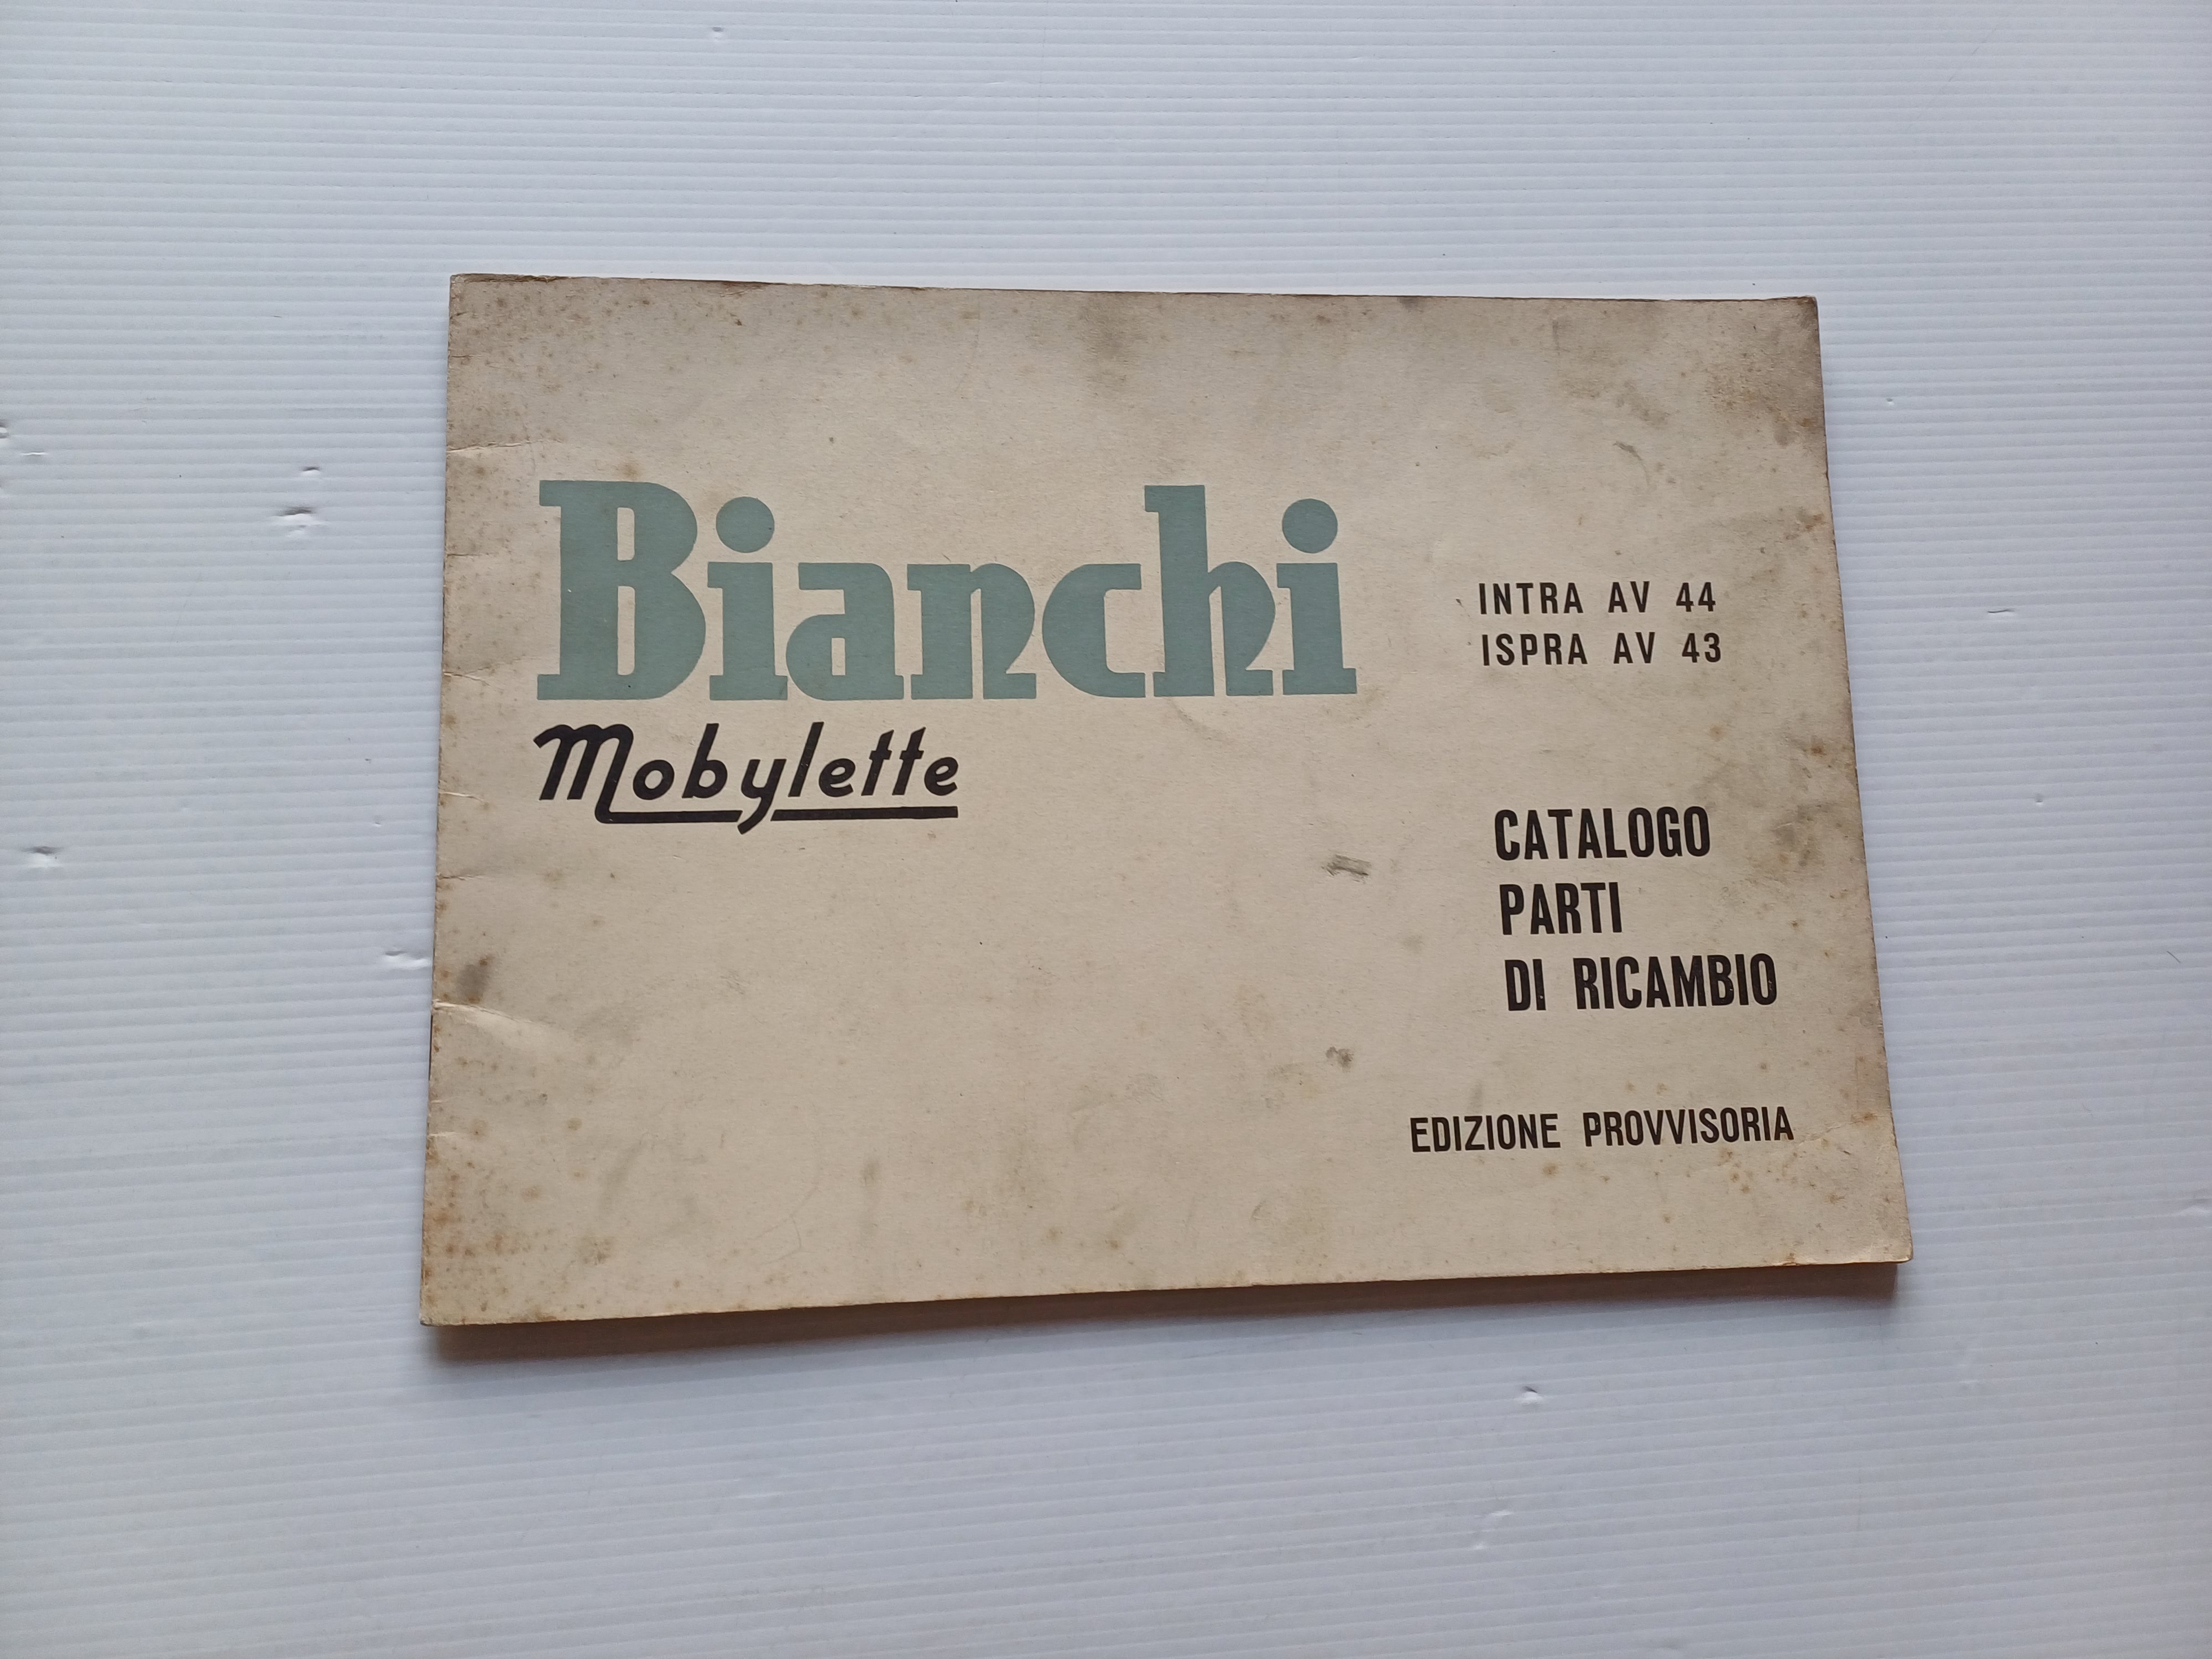 Bianchi
Mobylette
INTRA AV 44
ISPRA AV 43
CATALOGO
PARTI
DI RICAMBIO
EDIZIONE PROVVISORIA